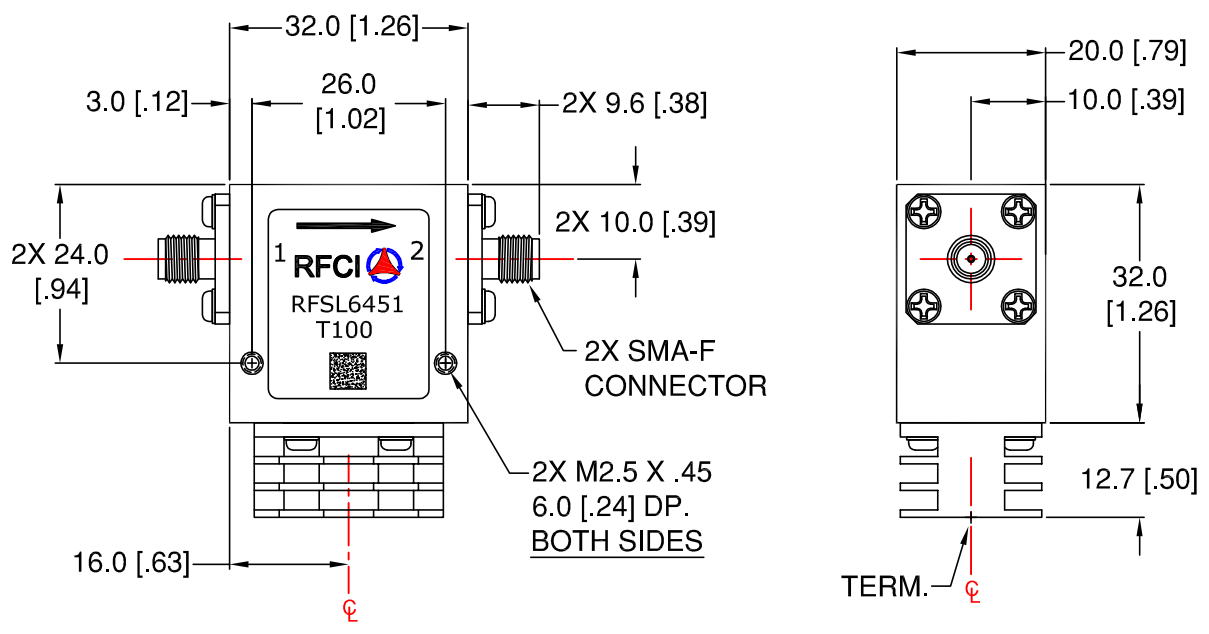 32.0 [1.26]
26.0
[1.02]
3.0 [.12]
2X 9.6 [.38]
2X 10.0 [.39]
2X 24.0
[.94]
1
2
RFCI
RFSL6451
T100
2X SMA-F
CONNECTOR
2X M2.5 X .45
6.0 [.24] DP.
BOTH SIDES
16.0 [.63]
℄
20.0 [.79]
10.0 [.39]
32.0
[1.26]
12.7 [.50]
TERM.
℄